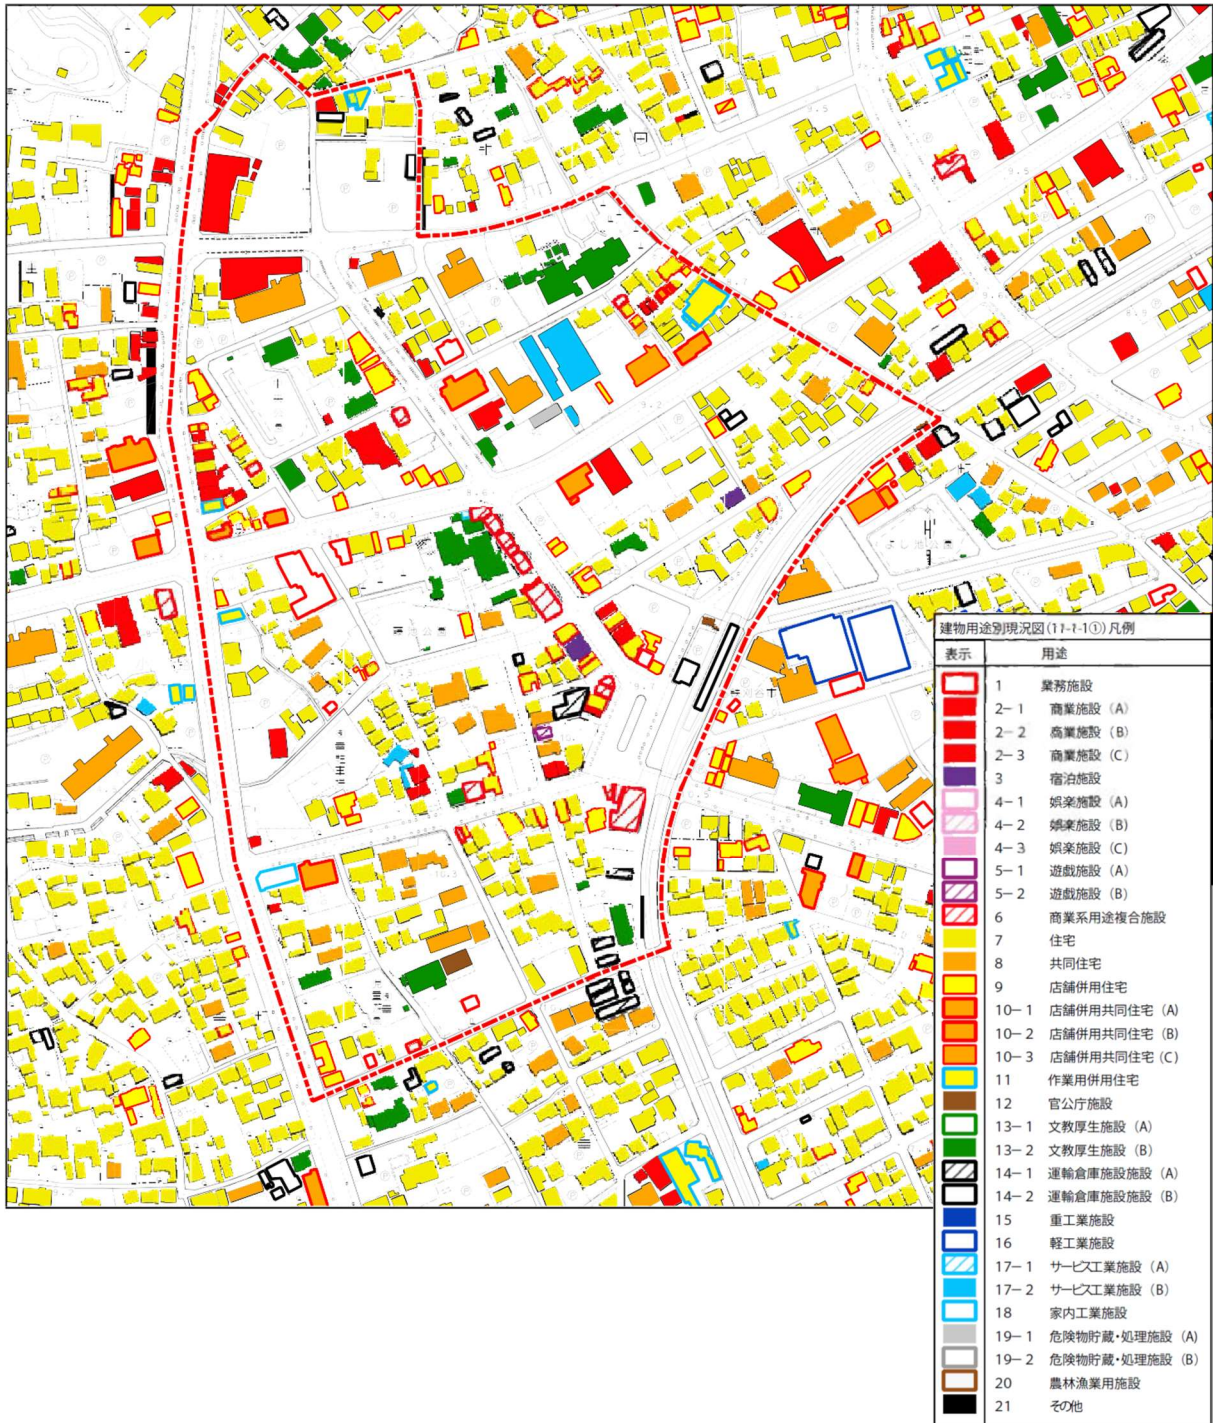 建物用途別現況図(11-1-1①)凡例
表示 用途
1 業務施設
2-1 商業施設 (A)
2-2 商業施設 (B)
2-3 商業施設 (C)
3 宿泊施設
4-1 娯楽施設 (A)
4-2 娯楽施設 (B)
4-3 娯楽施設 (C)
5-1 遊戯施設 (A)
5-2 遊戯施設 (B)
6 商業系用途複合施設
7 住宅
8 共同住宅
9 店舗併用住宅
10-1 店舗併用共同住宅 (A)
10-2 店舗併用共同住宅 (B)
10-3 店舗併用共同住宅 (C)
11 作業用併用住宅
12 官公庁施設
13-1 文教厚生施設 (A)
13-2 文教厚生施設 (B)
14-1 運輸倉庫施設施設 (A)
14-2 運輸倉庫施設施設 (B)
15 重工業施設
16 軽工業施設
17-1 サービス工業施設 (A)
17-2 サービス工業施設 (B)
18 家内工業施設
19-1 危険物貯蔵・処理施設 (A)
19-2 危険物貯蔵・処理施設 (B)
20 農林漁業用施設
21 その他